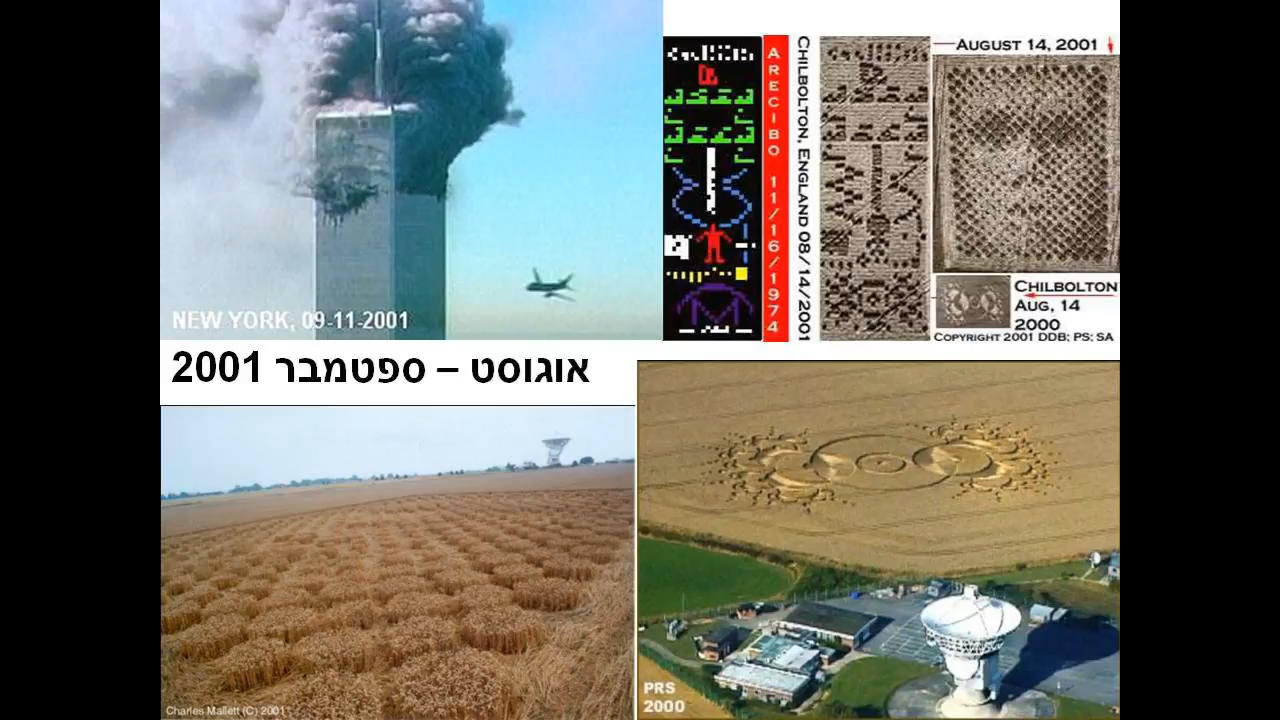 NEW YORK, 09-11-2001
ARECIBO 11/16/1974
CHILBOLTON, ENGLAND 08/14/2001
AUGUST 14, 2001
CHILBOLTON
AUG, 14
2000
COPYRIGHT 2001 DDB; PS; SA
אוגוסט – ספטמבר 2001
Charles Mallett (C) 2001
PRS
2000